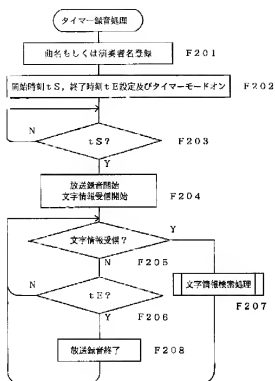 タイマー録音処理
曲名もしくは演奏者名登録
F201
開始時刻tS,終了時刻tE設定及びタイマーモードオン
F202
N
tS?
F203
Y
放送録音開始
文字情報受信開始
F204
文字情報受信?
Y
F205
N
文字情報検索処理
F207
N
tE?
F206
Y
放送録音終了
F208